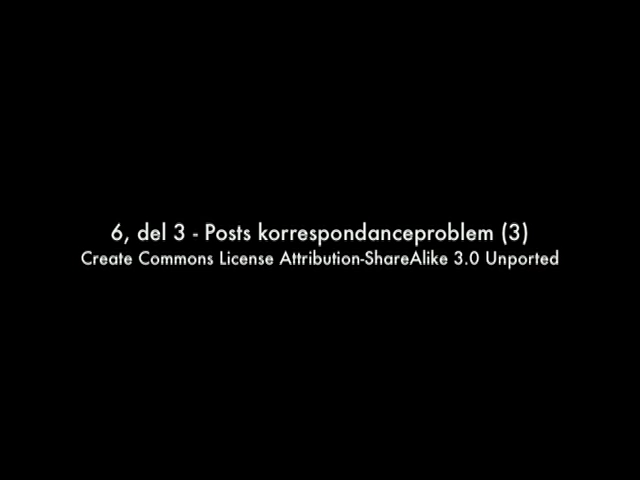 6, del 3 - Posts korrespondanceproblem (3)
Create Commons License Attribution-ShareAlike 3.0 Unported